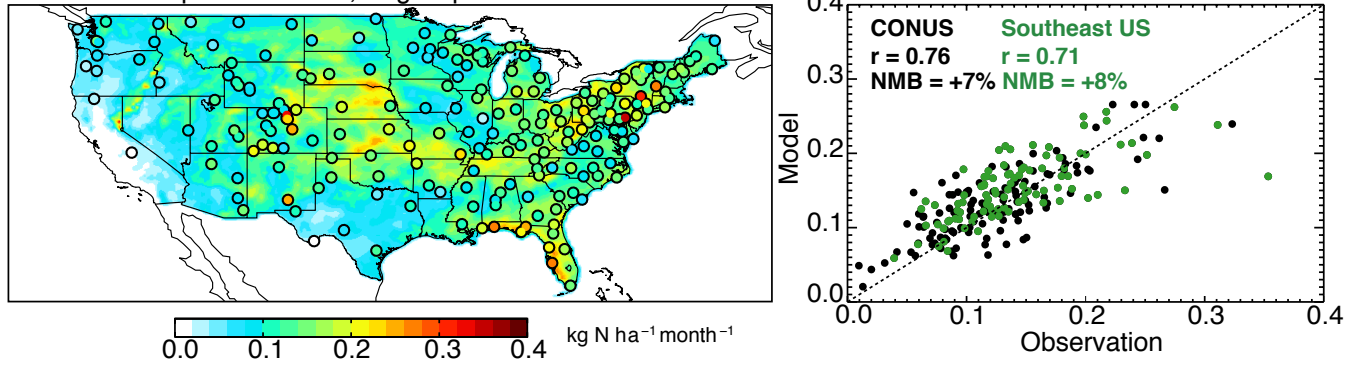 0.0 0.1 0.2 0.3 0.4
kg N ha⁻¹ month⁻¹
CONUS Southeast US
r = 0.76 r = 0.71
NMB = +7% NMB = +8%
Model
0.4
0.3
0.2
0.1
0.0
0.0 0.1 0.2 0.3 0.4
Observation